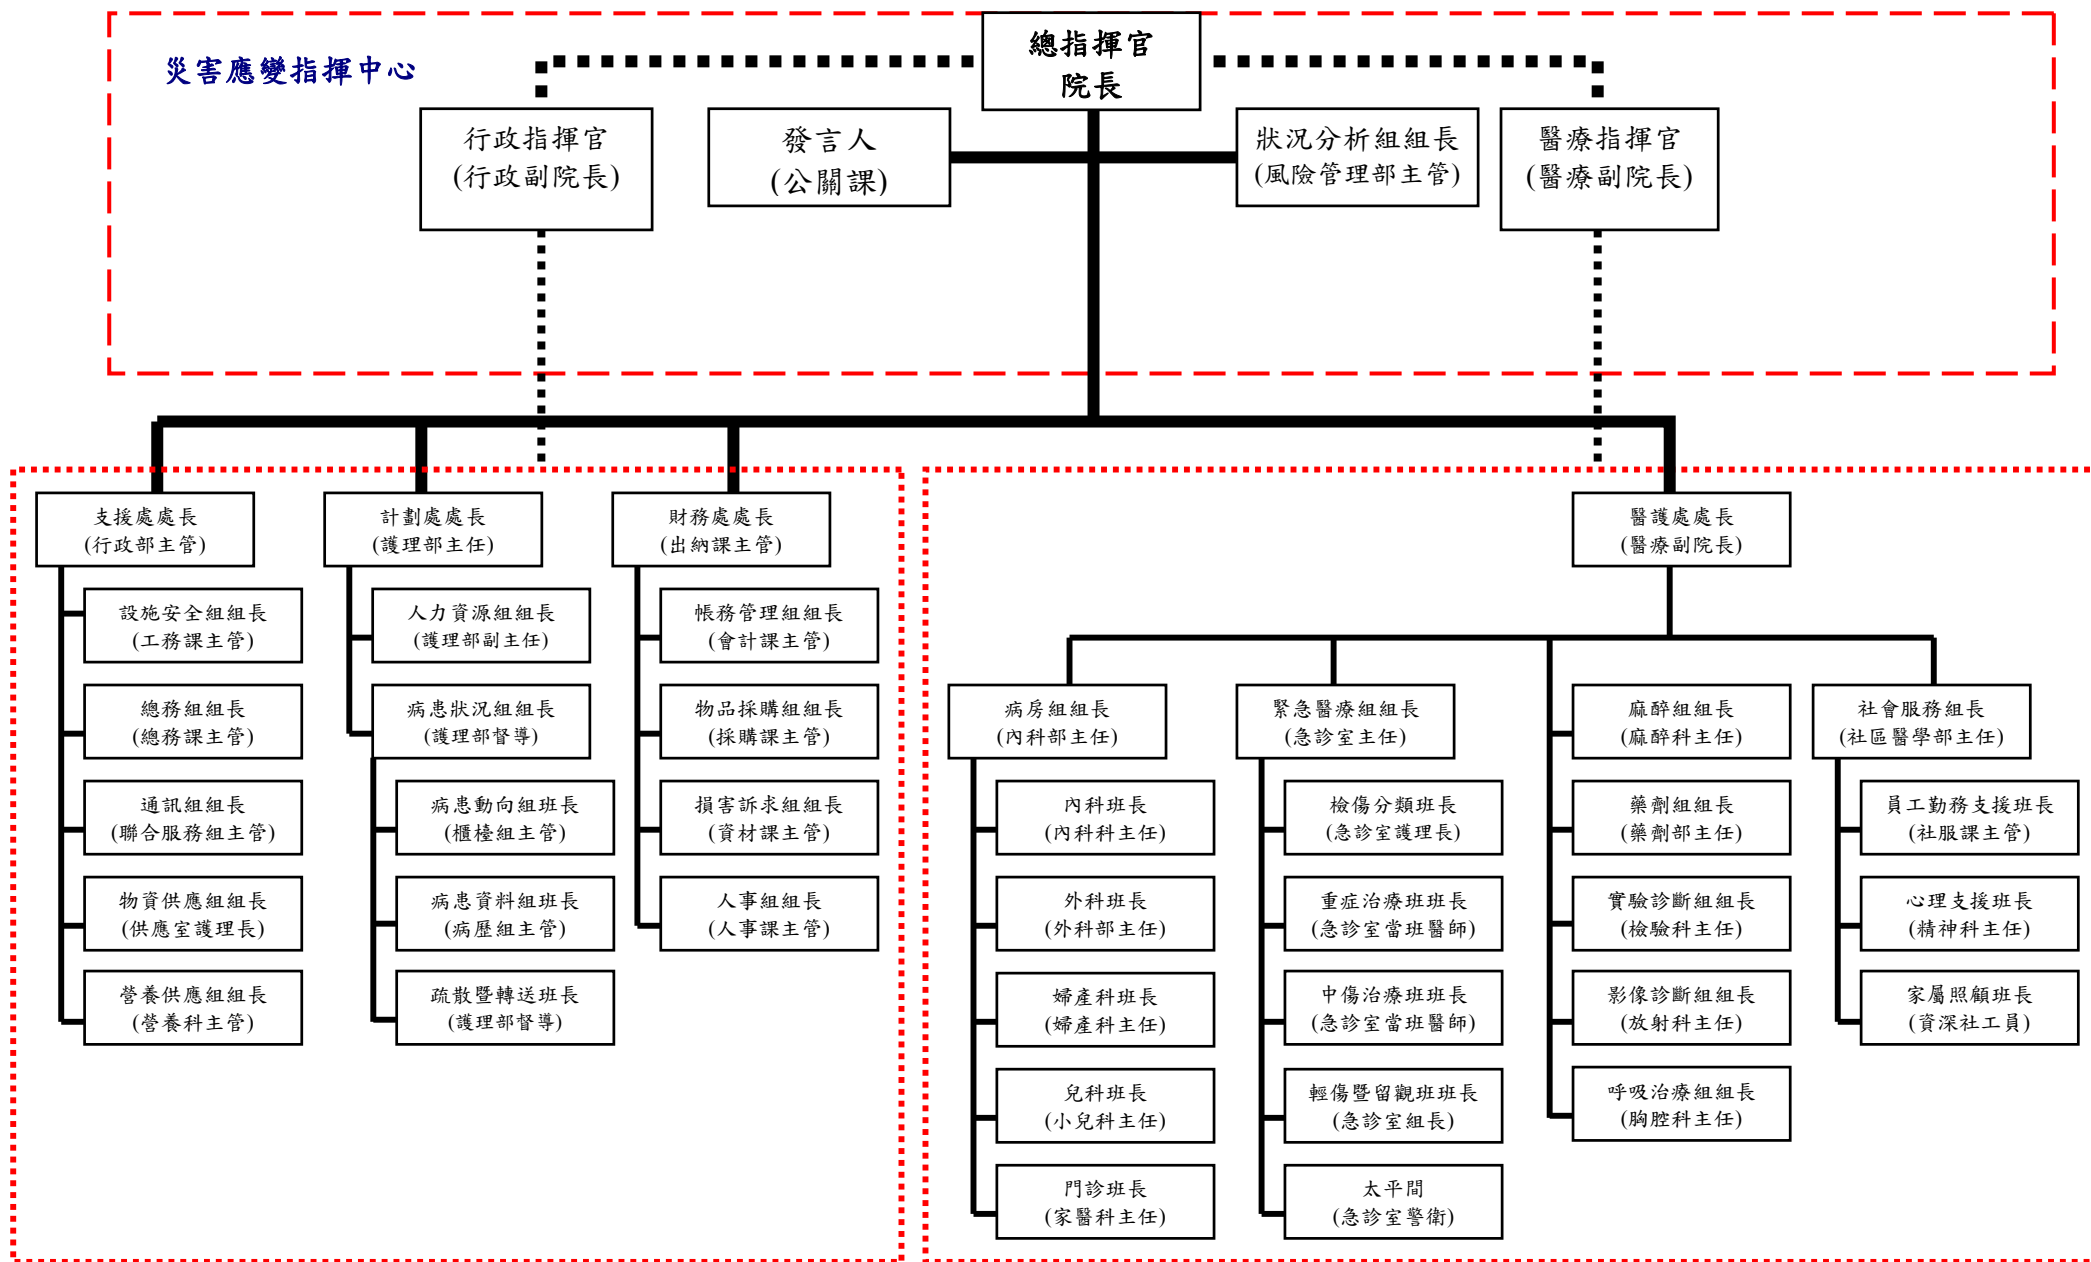 災害應變指揮中心
總指揮官
院長
行政指揮官
(行政副院長)
發言人
(公關課)
狀況分析組組長
(風險管理部主管)
醫療指揮官
(醫療副院長)
支援處處長
(行政部主管)
設施安全組組長
(工務課主管)
總務組組長
(總務課主管)
通訊組組長
(聯合服務組主管)
物資供應組組長
(供應室護理長)
營養供應組組長
(營養科主管)
計劃處處長
(護理部主任)
人力資源組組長
(護理部副主任)
病患狀況組組長
(護理部督導)
病患動向組班長
(櫃檯組主管)
病患資料組班長
(病歷組主管)
疏散暨轉送班長
(護理部督導)
財務處處長
(出納課主管)
帳務管理組組長
(會計課主管)
物品採購組組長
(採購課主管)
損害訴求組組長
(資材課主管)
人事組組長
(人事課主管)
醫護處處長
(醫療副院長)
病房組組長
(內科部主任)
內科班長
(內科科主任)
外科班長
(外科部主任)
婦產科班長
(婦產科主任)
兒科班長
(小兒科主任)
門診班長
(家醫科主任)
緊急醫療組組長
(急診室主任)
檢傷分類班長
(急診室護理長)
重症治療班班長
(急診室當班醫師)
中傷治療班班長
(急診室當班醫師)
輕傷暨留觀班班長
(急診室組長)
太平間
(急診室警衛)
麻醉組組長
(麻醉科主任)
藥劑組組長
(藥劑部主任)
實驗診斷組組長
(檢驗科主任)
影像診斷組組長
(放射科主任)
呼吸治療組組長
(胸腔科主任)
社會服務組長
(社區醫學部主任)
員工勤務支援班長
(社服課主管)
心理支援班長
(精神科主任)
家屬照顧班長
(資深社工員)